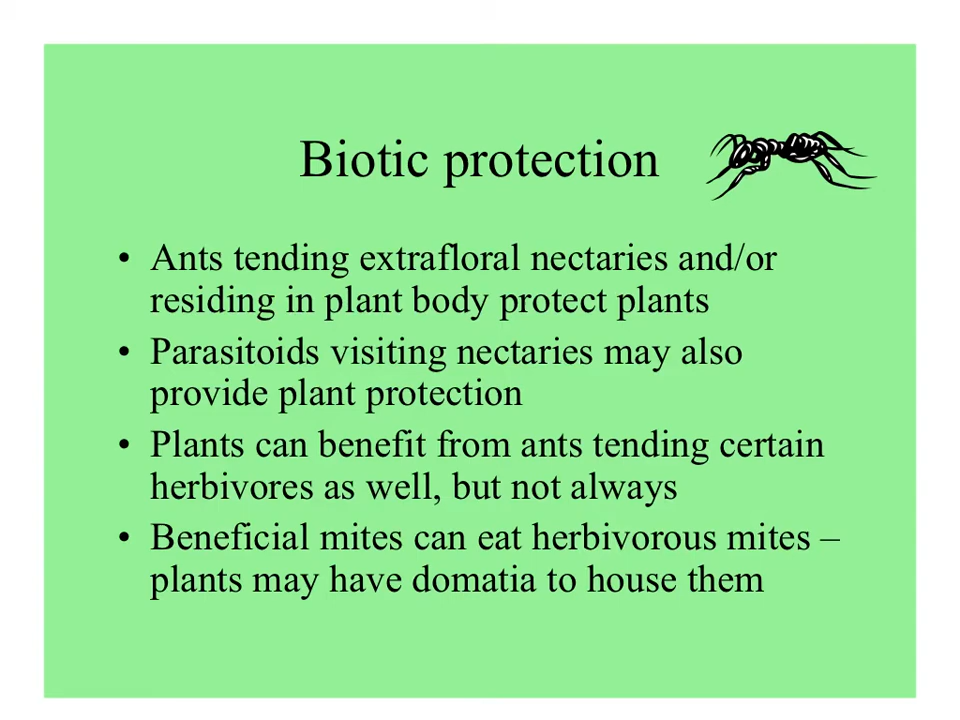 Biotic protection
• Ants tending extrafloral nectaries and/or
residing in plant body protect plants
• Parasitoids visiting nectaries may also
provide plant protection
• Plants can benefit from ants tending certain
herbivores as well, but not always
• Beneficial mites can eat herbivorous mites –
plants may have domatia to house them